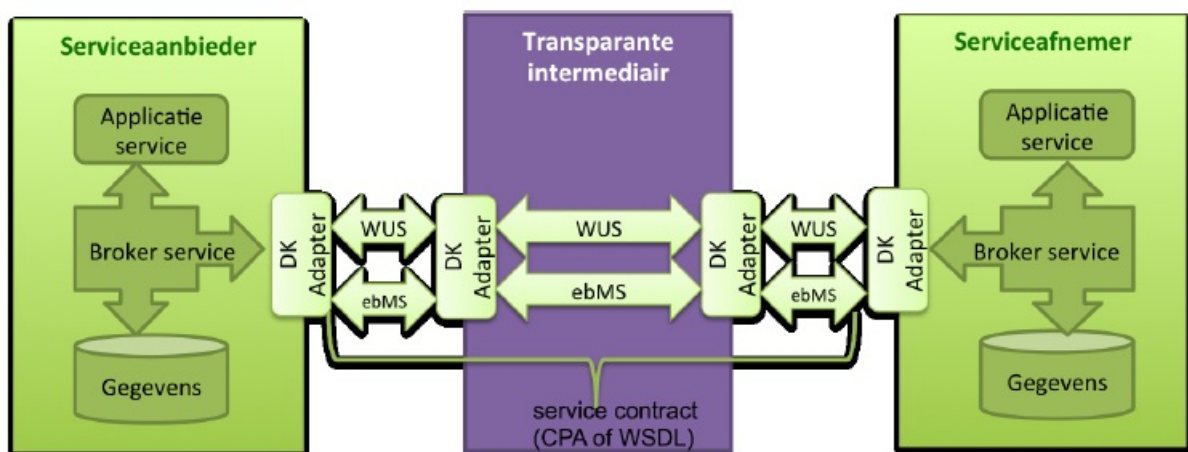 Serviceaanbieder
Applicatie
service
Broker service
Gegevens
DK
Adapter
WUS
ebMS
DK
Adapter
Transparante
intermediair
WUS
ebMS
service contract
(CPA of WSDL)
DK
Adapter
WUS
ebMS
DK
Adapter
Serviceafnemer
Applicatie
service
Broker service
Gegevens